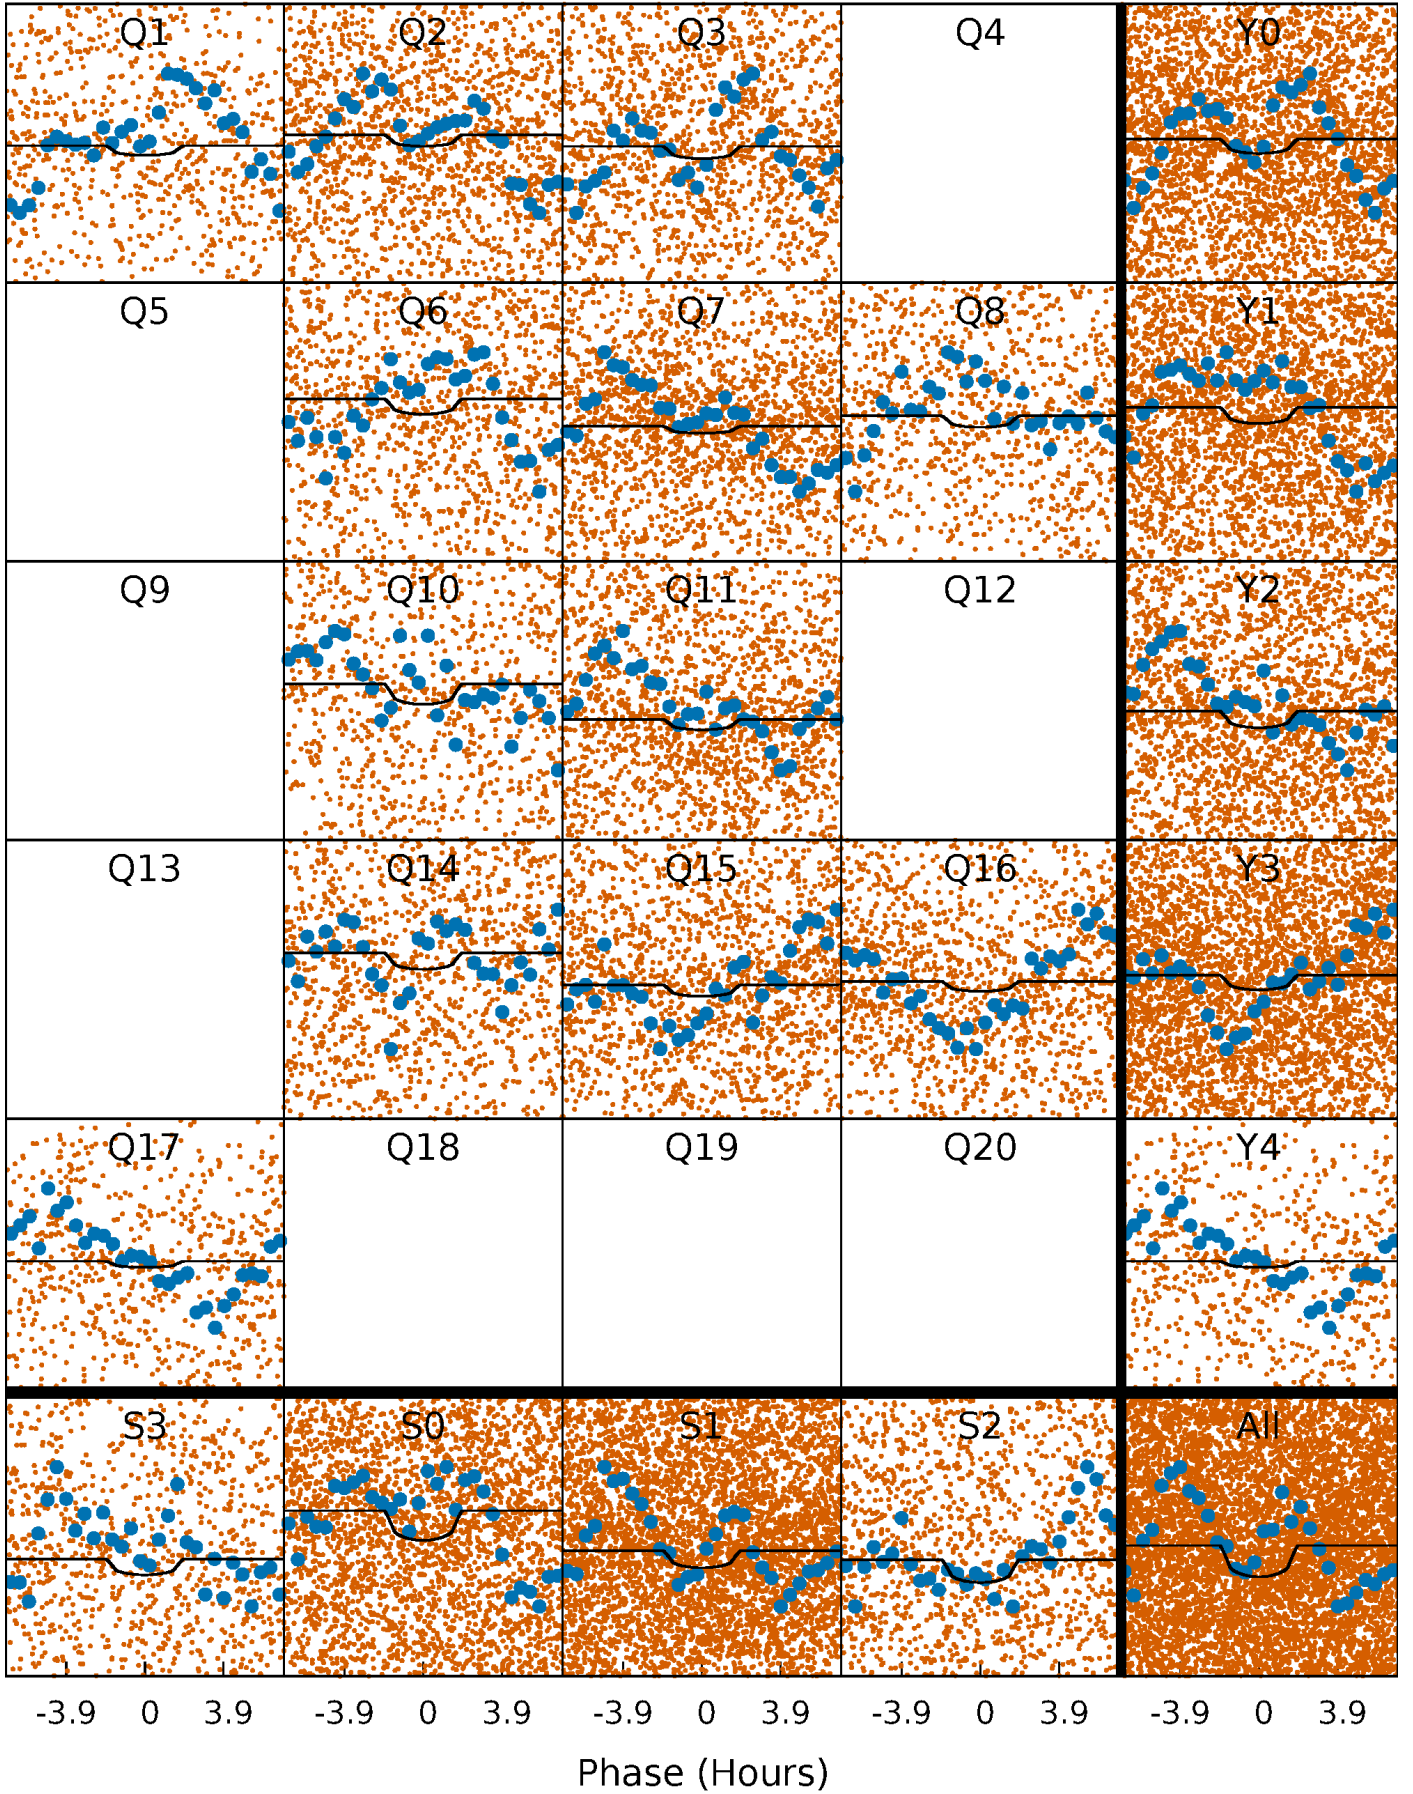 Q1 Q2 Q3 Q4 Y0
Q5 Q6 Q7 Q8 Y1
Q9 Q10 Q11 Q12 Y2
Q13 Q14 Q15 Q16 Y3
Q17 Q18 Q19 Q20 Y4
S3 S0 S1 S2 All
-3.9 0 3.9 -3.9 0 3.9 -3.9 0 3.9 -3.9 0 3.9 -3.9 0 3.9
Phase (Hours)